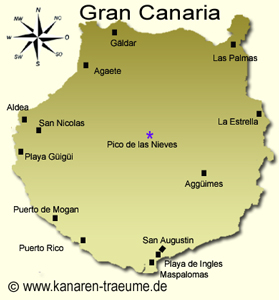 Gran Canaria
NO
NW
N
O
W
SO
SW
S
Gáldar
Las Palmas
Agaete
Aldea
San Nicolas
La Estrella
Pico de las Nieves
Playa Güigüi
Aggüimes
Puerto de Mogan
Puerto Rico
San Augustin
Playa de Ingles
Maspalomas
© www.kanaren-traeume.de